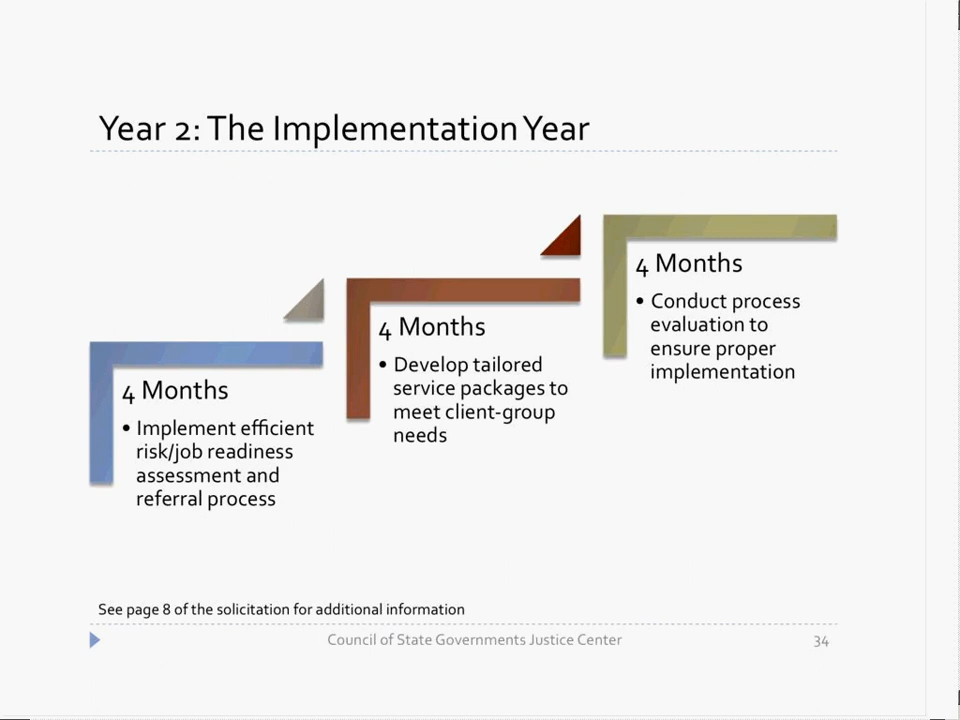 Year 2: The Implementation Year
4 Months
• Implement efficient
risk/job readiness
assessment and
referral process
4 Months
• Develop tailored
service packages to
meet client-group
needs
4 Months
• Conduct process
evaluation to
ensure proper
implementation
See page 8 of the solicitation for additional information
Council of State Governments Justice Center
34